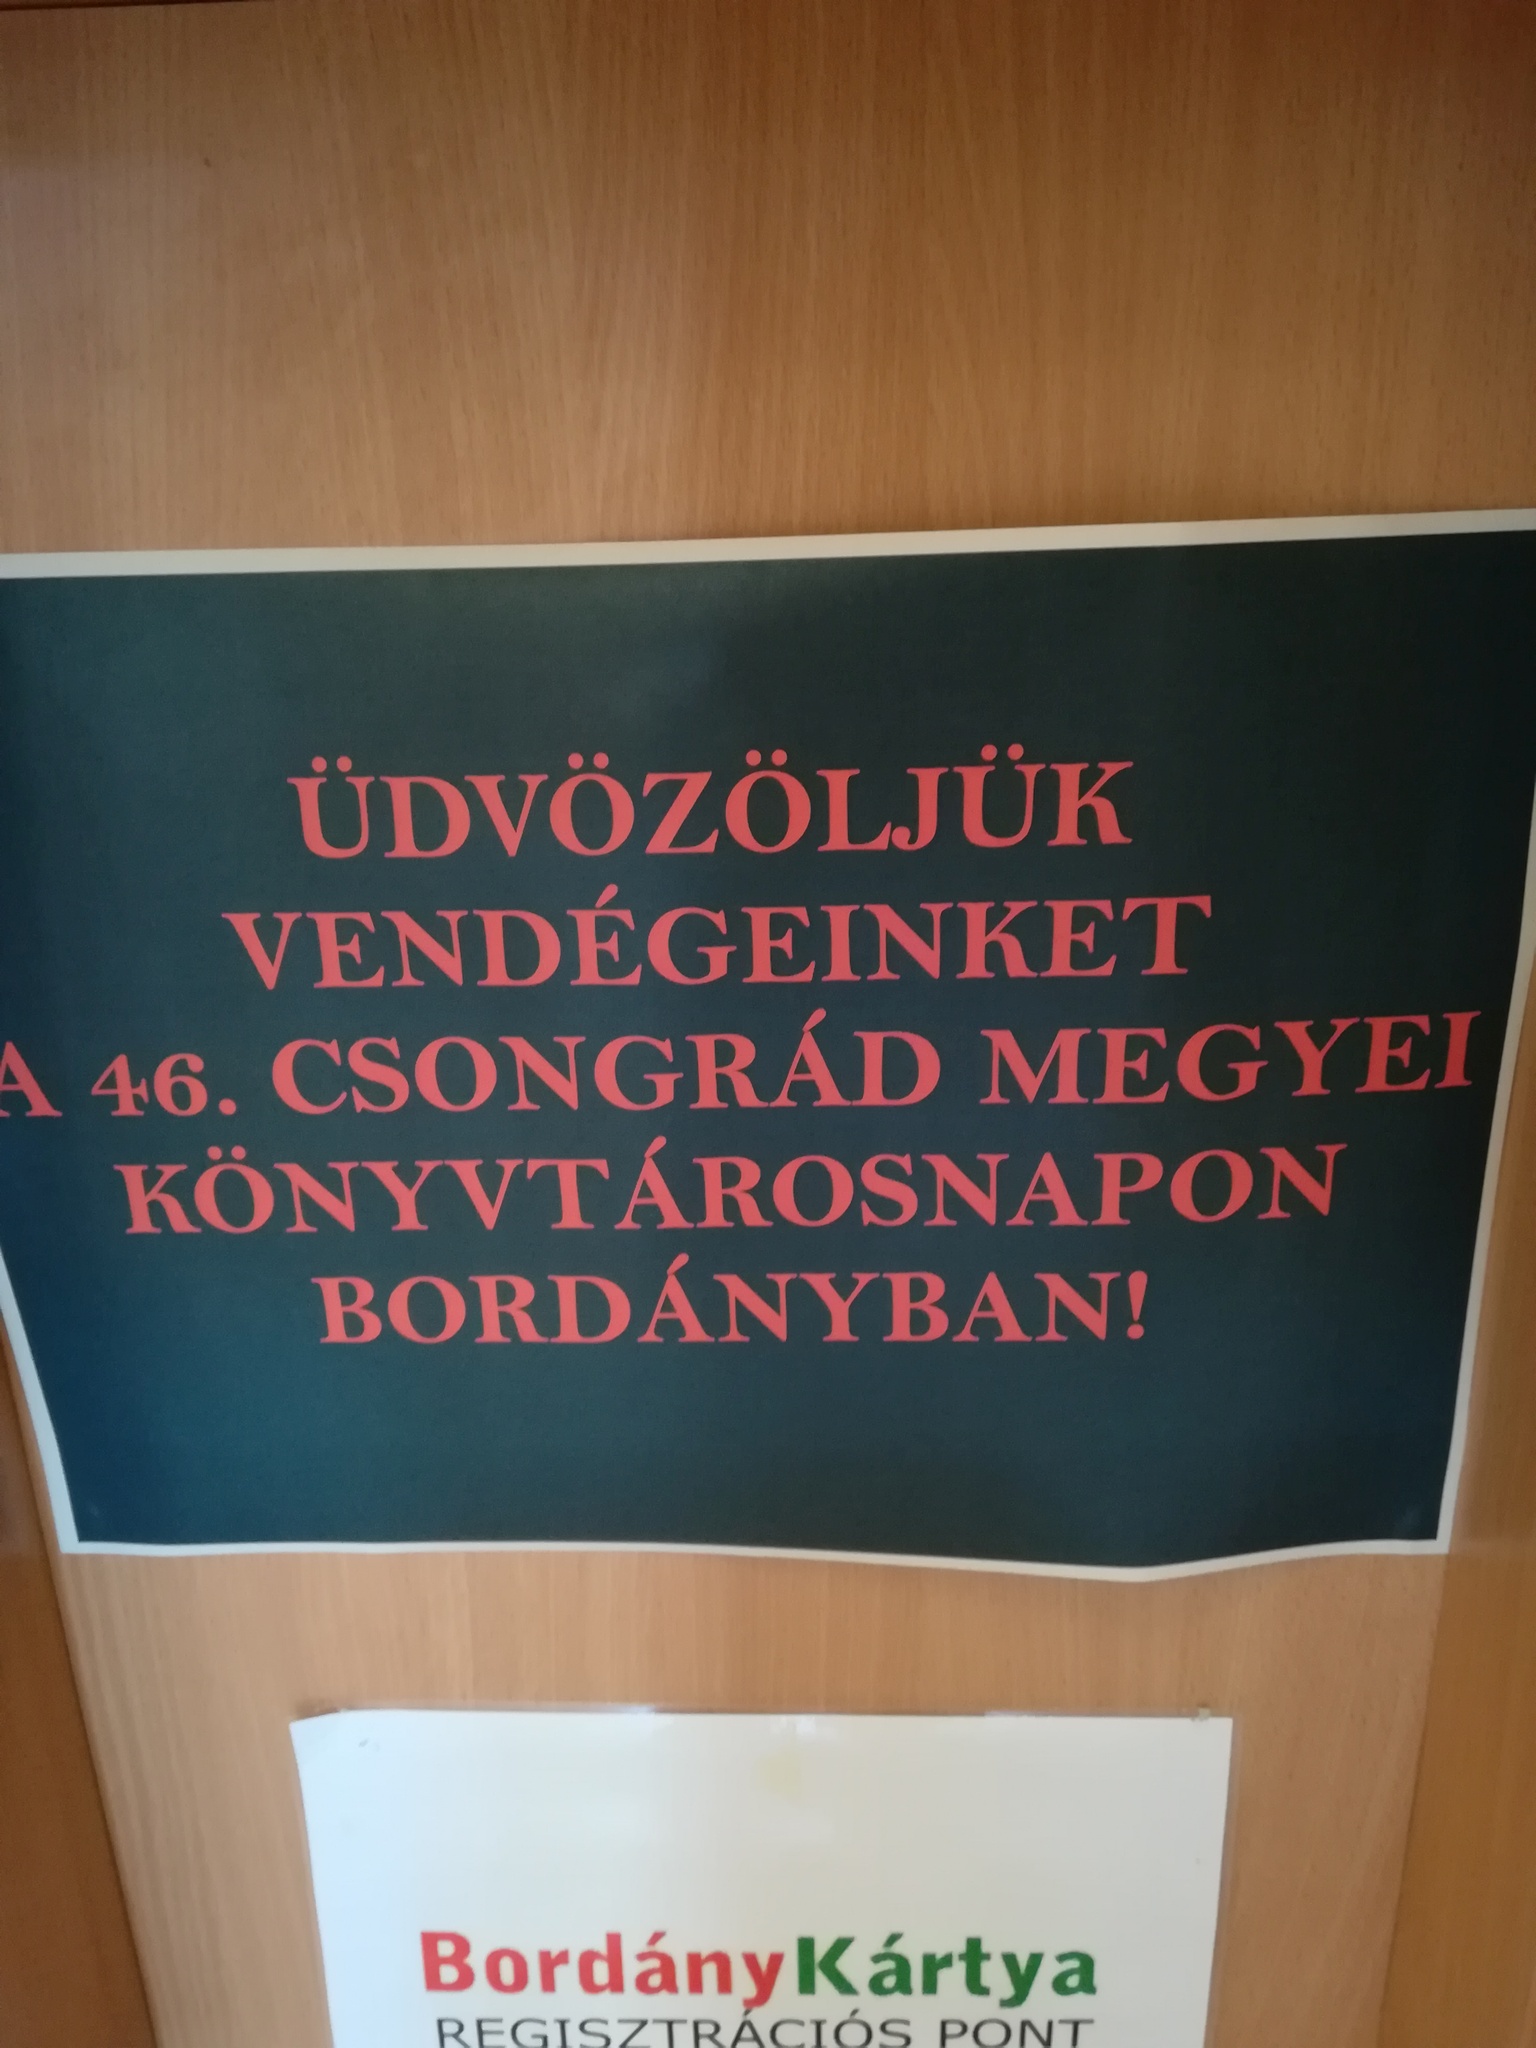 ÜDVÖZÖLJÜK
VENDÉGEINKET
A 46. CSONGRÁD MEGYEI
KÖNYVTÁROSNAPON
BORDÁNYBAN!
BordányKártya
REGISZTRÁCIÓS PONT